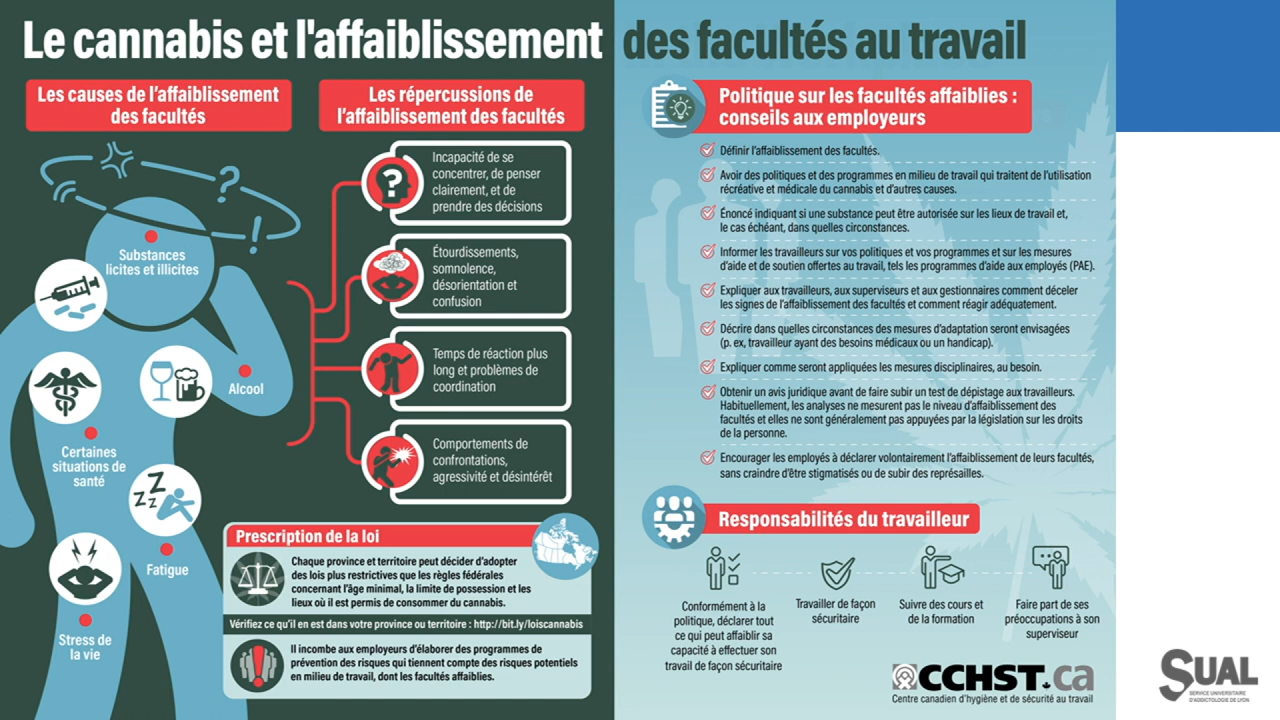 Le cannabis et l'affaiblissement des facultés au travail
Les causes de l'affaiblissement
des facultés
Substances
licites et illicites
Alcool
Certaines
situations de
santé
Fatigue
Stress de
la vie
Les répercussions de
l'affaiblissement des facultés
Incapacité de se
concentrer, de penser
clairement, et de
prendre des décisions
Étourdissements,
somnolence,
désorientation et
confusion
Temps de réaction plus
long et problèmes de
coordination
Comportements de
confrontations,
agressivité et désintérêt
Prescription de la loi
Chaque province et territoire peut décider d'adopter
des lois plus restrictives que les règles fédérales
concernant l'âge minimal, la limite de possession et les
lieux où il est permis de consommer du cannabis.
Vérifiez ce qu'il en est dans votre province ou territoire : http://bit.ly/loiscannabis
Il incombe aux employeurs d'élaborer des programmes de
prévention des risques qui tiennent compte des risques potentiels
en milieu de travail, dont les facultés affaiblies.
Politique sur les facultés affaiblies :
conseils aux employeurs
Définir l'affaiblissement des facultés.
Avoir des politiques et des programmes en milieu de travail qui traitent de l'utilisation
récréative et médicale du cannabis et d'autres causes.
Énoncé indiquant si une substance peut être autorisée sur les lieux de travail et,
le cas échéant, dans quelles circonstances.
Informer les travailleurs sur vos politiques et vos programmes et sur les mesures
d'aide et de soutien offertes au travail, tels les programmes d'aide aux employés (PAE).
Expliquer aux travailleurs, aux superviseurs et aux gestionnaires comment déceler
les signes de l'affaiblissement des facultés et comment réagir adéquatement.
Décrire dans quelles circonstances des mesures d'adaptation seront envisagées
(p. ex, travailleur ayant des besoins médicaux ou un handicap).
Expliquer comme seront appliquées les mesures disciplinaires, au besoin.
Obtenir un avis juridique avant de faire subir un test de dépistage aux travailleurs.
Habituellement, les analyses ne mesurent pas le niveau d'affaiblissement des
facultés et elles ne sont généralement pas appuyées par la législation sur les droits
de la personne.
Encourager les employés à déclarer volontairement l'affaiblissement de leurs facultés,
sans craindre d'être stigmatisés ou de subir des représailles.
Responsabilités du travailleur
Conformément à la
politique, déclarer tout
ce qui peut affaiblir sa
capacité à effectuer son
travail de façon sécuritaire
Travailler de façon
sécuritaire
Suivre des cours et
de la formation
Faire part de ses
préoccupations à son
superviseur
CCHST.ca
Centre canadien d'hygiène et de sécurité au travail
SUAL
SERVICE UNIVERSITAIRE
D'ADDICTOLOGIE DE LYON